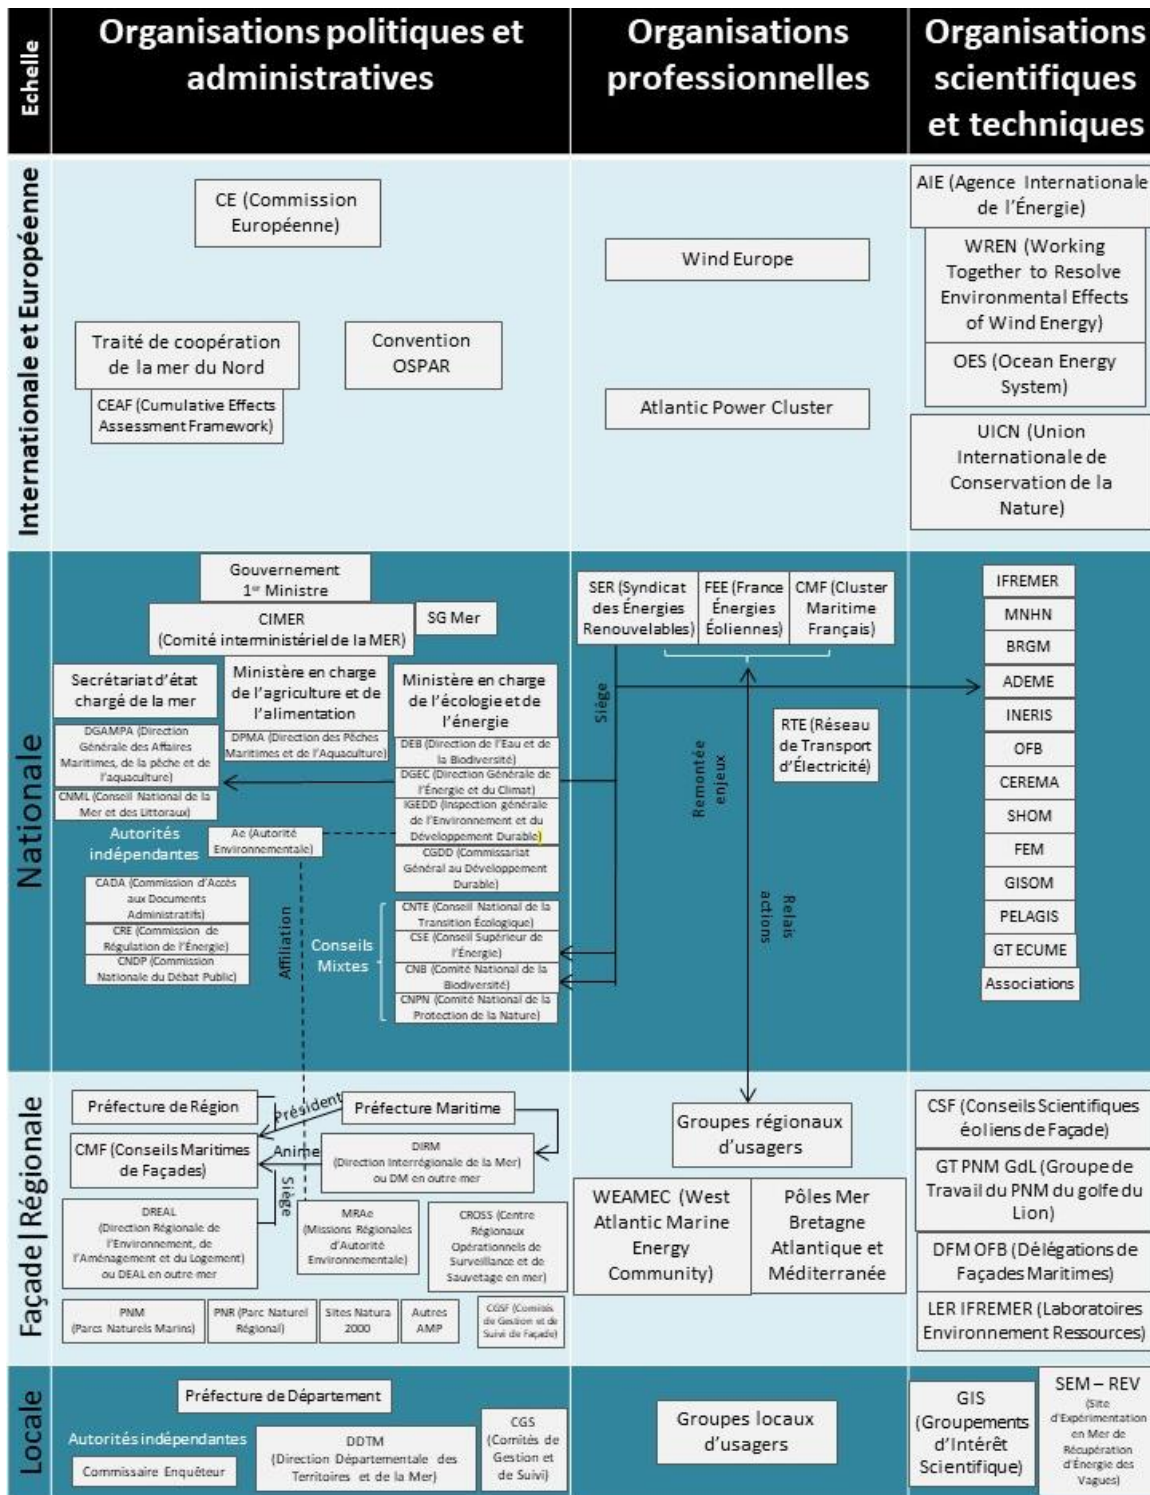 Echelle
Organisations politiques et
administratives
Organisations
professionnelles
Organisations
scientifiques
et techniques
Internationale et Européenne
CE (Commission
Européenne)
Traité de coopération
de la mer du Nord
CEAF (Cumulative Effects
Assessment Framework)
Convention
OSPAR
Wind Europe
Atlantic Power Cluster
AIE (Agence Internationale
de l'Énergie)
WREN (Working
Together to Resolve
Environmental Effects
of Wind Energy)
OES (Ocean Energy
System)
UICN (Union
Internationale de
Conservation de la
Nature)
Nationale
Gouvernement
1er Ministre
CIMER
(Comité interministériel de la MER)
SG Mer
Secrétariat d'état
chargé de la mer
DGAMPA (Direction
Générale des Affaires
Maritimes, de la pêche et de
l'aquaculture)
CNML (Conseil National de la
Mer et des Littoraux)
Ministère en charge
de l'agriculture et de
l'alimentation
DPMA (Direction des Pêches
Maritimes et de l'Aquaculture)
Ministère en charge
de l'écologie et de
l'énergie
DEB (Direction de l'Eau et de
la Biodiversité)
DGEC (Direction Générale de
l'Énergie et du Climat)
IGEDD (Inspection générale
de l'Environnement et du
Développement Durable)
CGDD (Commissariat
Général au Développement
Durable)
Autorités
indépendantes
Ae (Autorité
Environnementale)
CADA (Commission d'Accès
aux Documents
Administratifs)
CRE (Commission de
Régulation de l'Énergie)
CNDP (Commission
Nationale du Débat Public)
Affiliation
Conseils
Mixtes
CNTE (Conseil National de la
Transition Écologique)
CSE (Conseil Supérieur de
l'Énergie)
CNB (Comité National de la
Biodiversité)
CNPN (Comité National de la
Protection de la Nature)
SER (Syndicat
des Énergies
Renouvelables)
FEE (France
Énergies
Éoliennes)
CMF (Cluster
Maritime
Français)
Siège
Remontée
enjeux
RTE (Réseau
de Transport
d'Électricité)
Relais
actions
IFREMER
MNHN
BRGM
ADEME
INERIS
OFB
CEREMA
SHOM
FEM
GISOM
PELAGIS
GT ECUME
Associations
Façade | Régionale
Préfecture de Région
Président
Préfecture Maritime
CMF (Conseils Maritimes
de Façades)
Anime
DIRM
(Direction Interrégionale de la Mer)
ou DM en outre-mer
Siège
DREAL
(Direction Régionale de
l'Environnement, de
l'Aménagement et du Logement)
ou DEAL en outre-mer
MRAe
(Missions Régionales
d'Autorité
Environnementale)
CROSS (Centre
Régionaux
Opérationnels de
Surveillance et de
Sauvetage en mer)
PNM
(Parcs Naturels Marins)
PNR (Parc Naturel
Régional)
Sites Natura
2000
Autres
AMP
CGSF (Comités
de Gestion et de
Suivi de Façade)
Groupes régionaux
d'usagers
WEAMEC (West
Atlantic Marine
Energy
Community)
Pôles Mer
Bretagne
Atlantique et
Méditerranée
CSF (Conseils Scientifiques
éoliens de Façade)
GT PNM GdL (Groupe de
Travail du PNM du golfe du
Lion)
DFM OFB (Délégations de
Façades Maritimes)
LER IFREMER (Laboratoires
Environnement Ressources)
Locale
Préfecture de Département
Autorités indépendantes
Commissaire Enquêteur
DDTM
(Direction Départementale des
Territoires et de la Mer)
CGS
(Comités de
Gestion et
de Suivi)
Groupes locaux
d'usagers
GIS
(Groupements
d'Intérêt
Scientifique)
SEM – REV
(Site
d'Expérimentation
en Mer de
Récupération
d'Énergie des
Vagues)